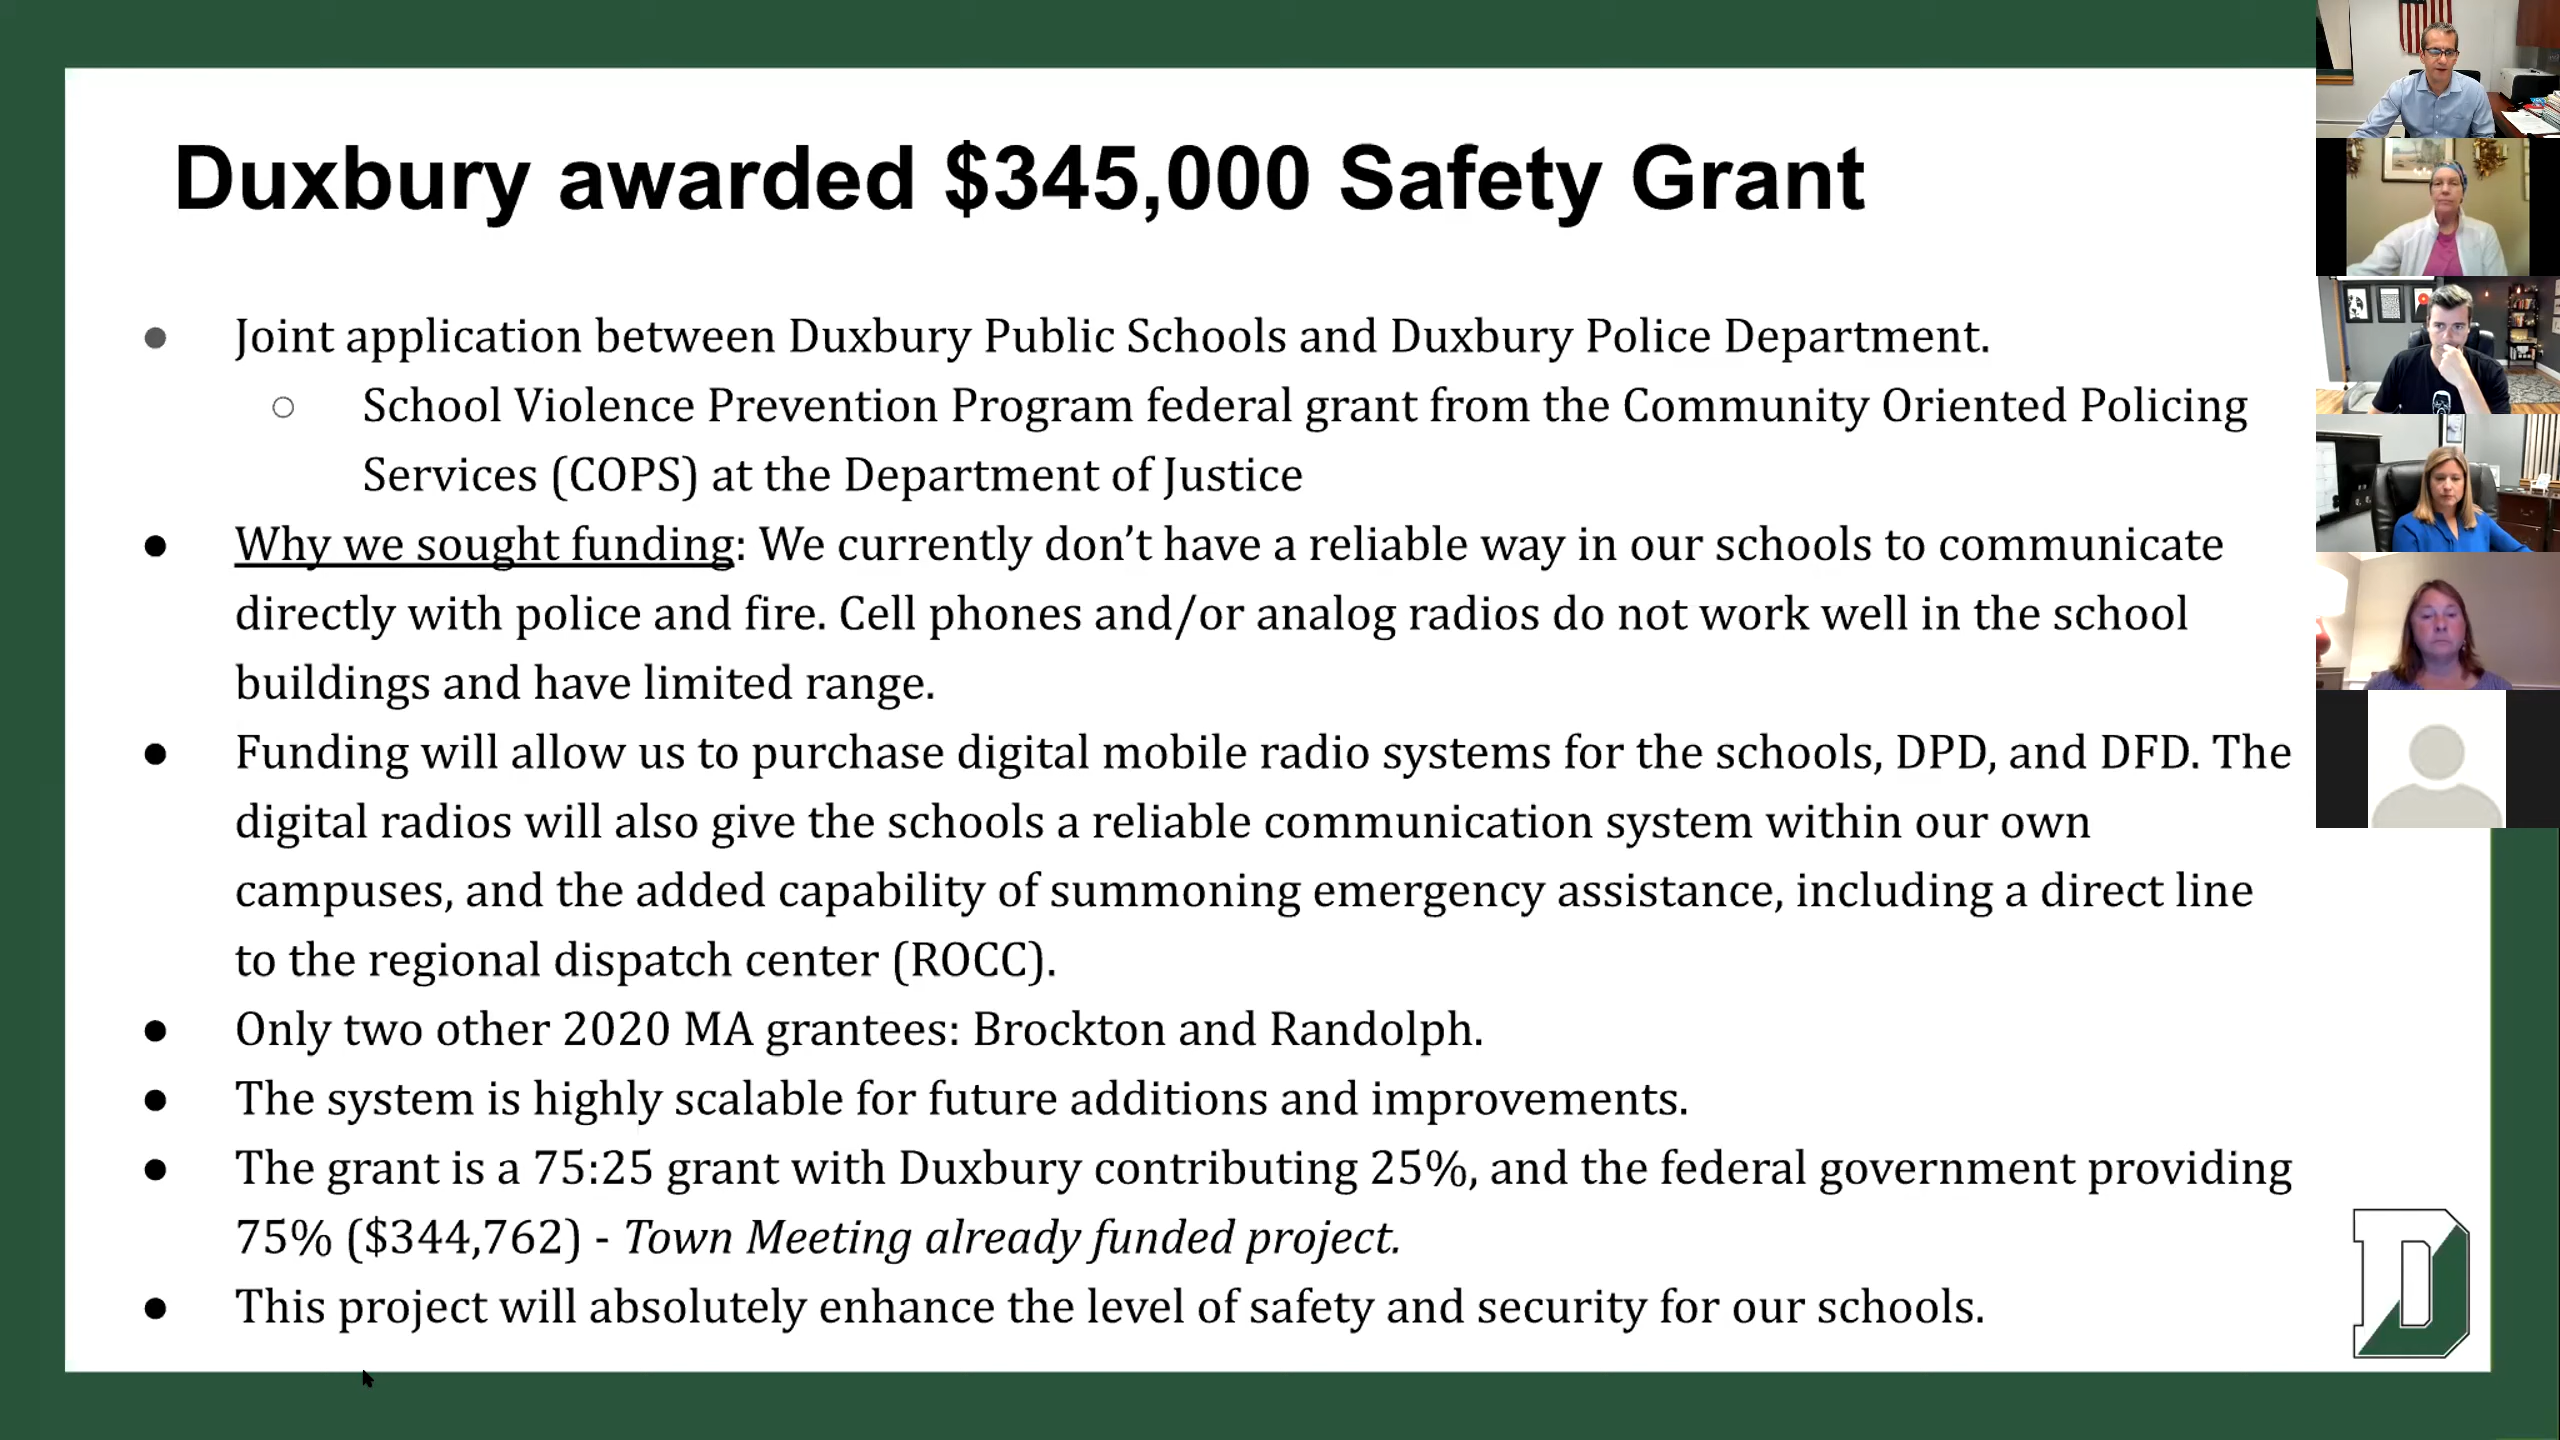 Duxbury awarded $345,000 Safety Grant
● Joint application between Duxbury Public Schools and Duxbury Police Department.
○ School Violence Prevention Program federal grant from the Community Oriented Policing
Services (COPS) at the Department of Justice
● Why we sought funding: We currently don’t have a reliable way in our schools to communicate
directly with police and fire. Cell phones and/or analog radios do not work well in the school
buildings and have limited range.
● Funding will allow us to purchase digital mobile radio systems for the schools, DPD, and DFD. The
digital radios will also give the schools a reliable communication system within our own
campuses, and the added capability of summoning emergency assistance, including a direct line
to the regional dispatch center (ROCC).
● Only two other 2020 MA grantees: Brockton and Randolph.
● The system is highly scalable for future additions and improvements.
● The grant is a 75:25 grant with Duxbury contributing 25%, and the federal government providing
75% ($344,762) - Town Meeting already funded project.
● This project will absolutely enhance the level of safety and security for our schools.
D